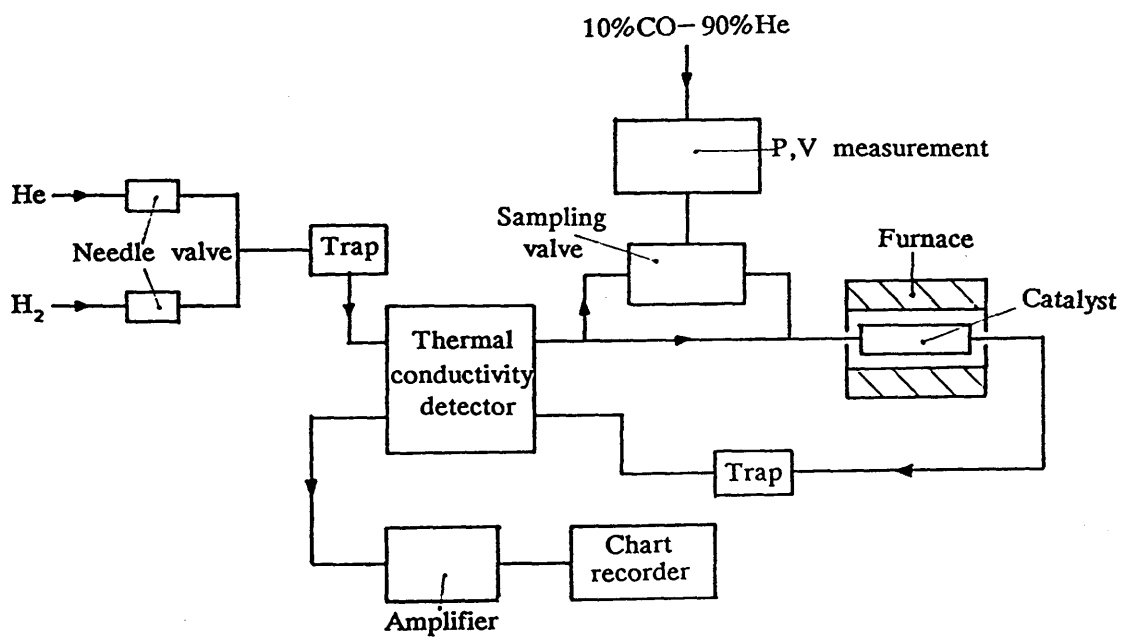 10%CO-90%He
P,V measurement
He
Sampling
valve
Needle valve
Trap
Furnace
H₂
Catalyst
Thermal
conductivity
detector
Trap
Chart
recorder
Amplifier